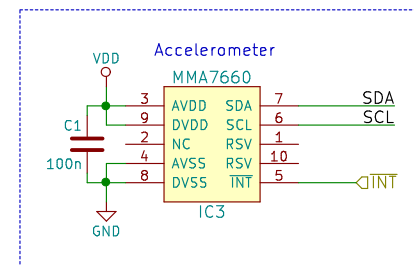 Accelerometer
VDD
MMA7660
3 AVDD SDA 7 SDA
9 DVDD SCL 6 SCL
C1
2 NC RSV 1
100n
4 AVSS RSV 10
8 DVSS INT 5 INT
IC3
GND